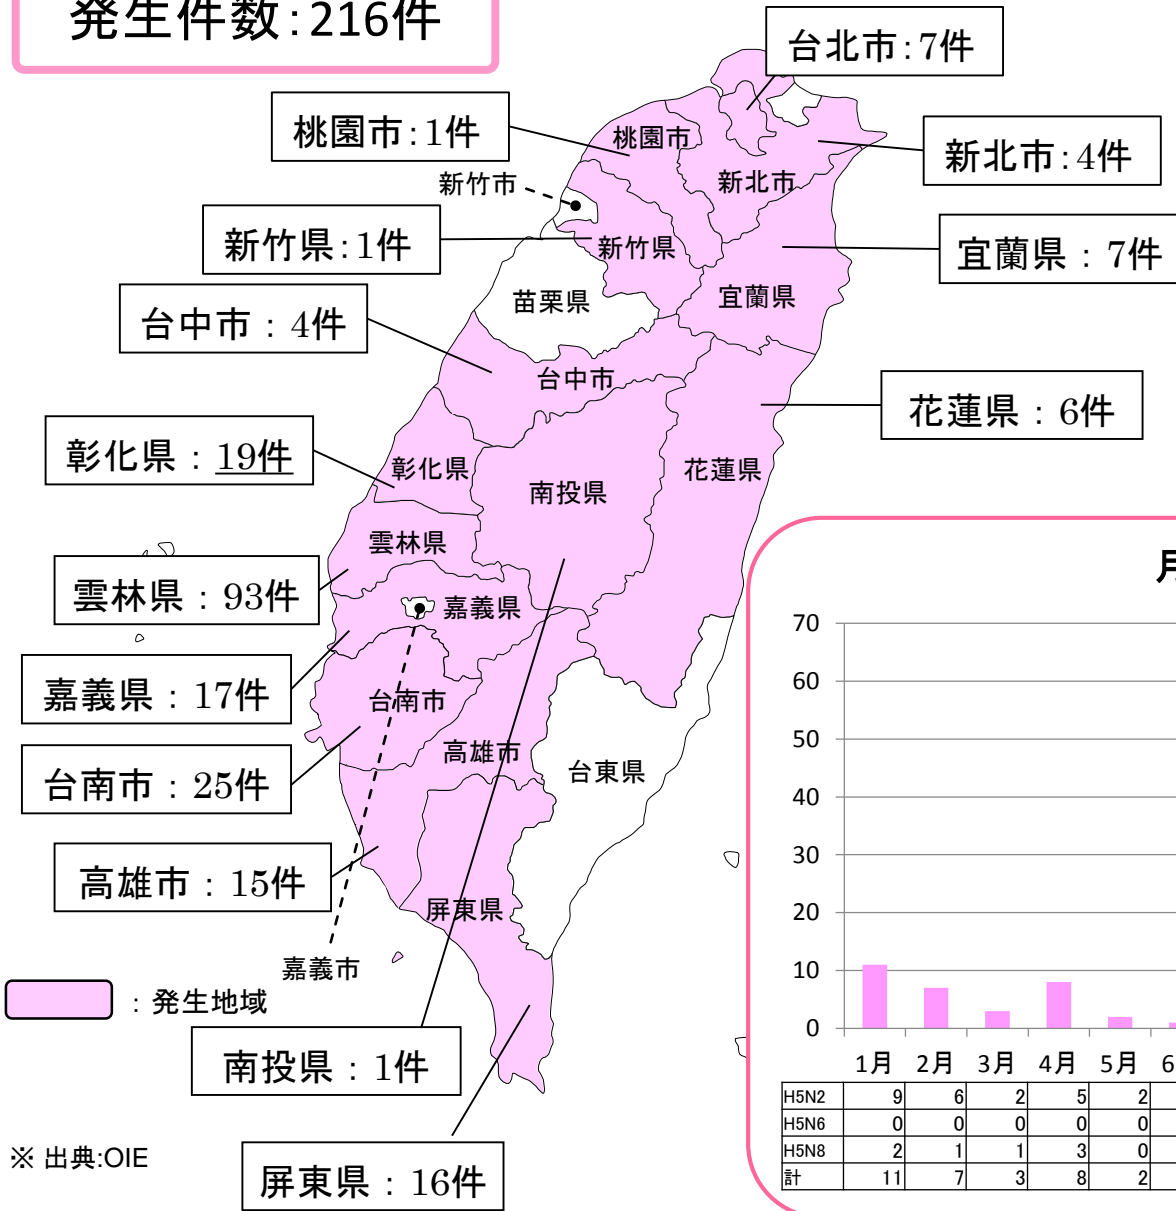 発生件数:216件
台北市:7件
桃園市:1件
桃園市
新北市:4件
新竹市
新北市
新竹県:1件
新竹県
宜蘭県:7件
苗栗県
宜蘭県
台中市:4件
台中市
花蓮県:6件
彰化県:19件
彰化県
花蓮県
南投県
雲林県
雲林県:93件
嘉義県
嘉義県:17件
台南市
台南市:25件
高雄市
台東県
高雄市:15件
屏東県
嘉義市
:発生地域
南投県:1件
※ 出典:OIE
屏東県:16件
月
70
60
50
40
30
20
10
0
1月 2月 3月 4月 5月 6
H5N2 9 6 2 5 2
H5N6 0 0 0 0 0
H5N8 2 1 1 3 0
計 11 7 3 8 2